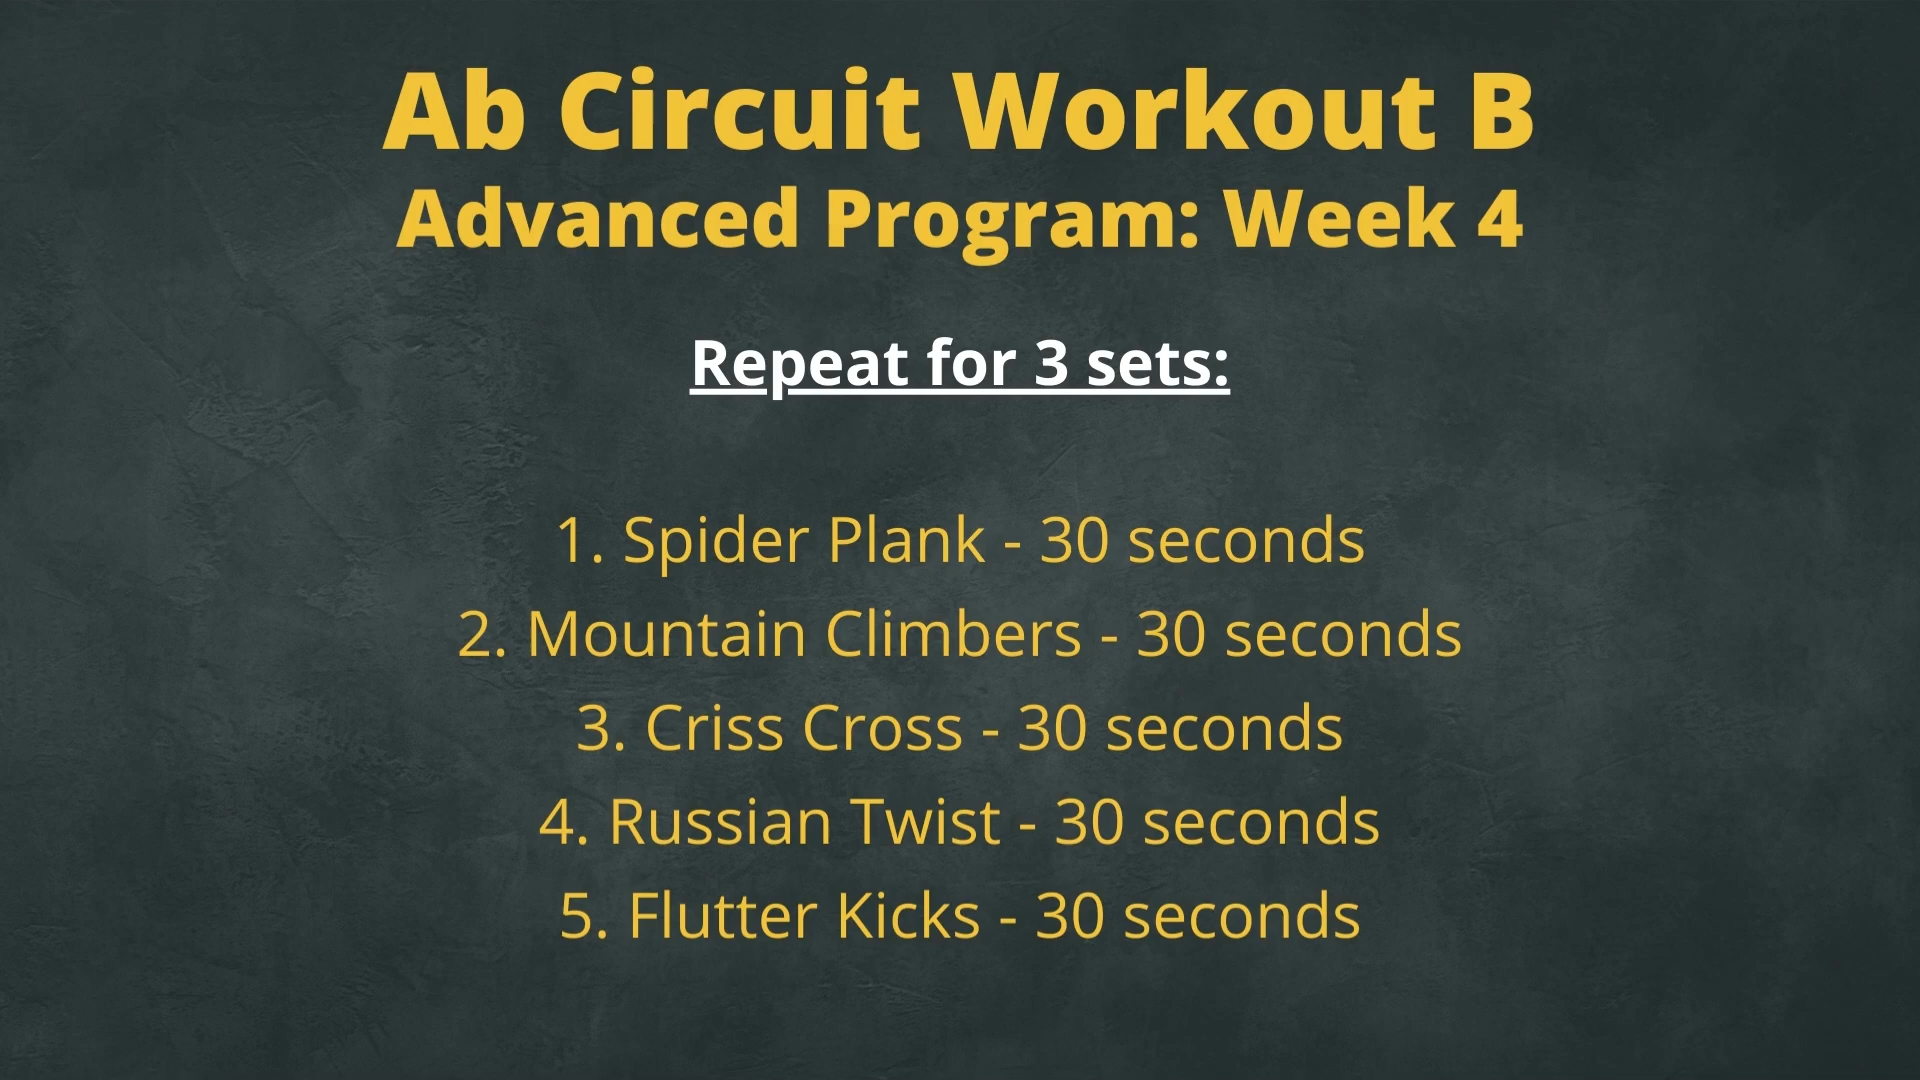 Ab Circuit Workout B
Advanced Program: Week 4
Repeat for 3 sets:
1. Spider Plank - 30 seconds
2. Mountain Climbers - 30 seconds
3. Criss Cross - 30 seconds
4. Russian Twist - 30 seconds
5. Flutter Kicks - 30 seconds